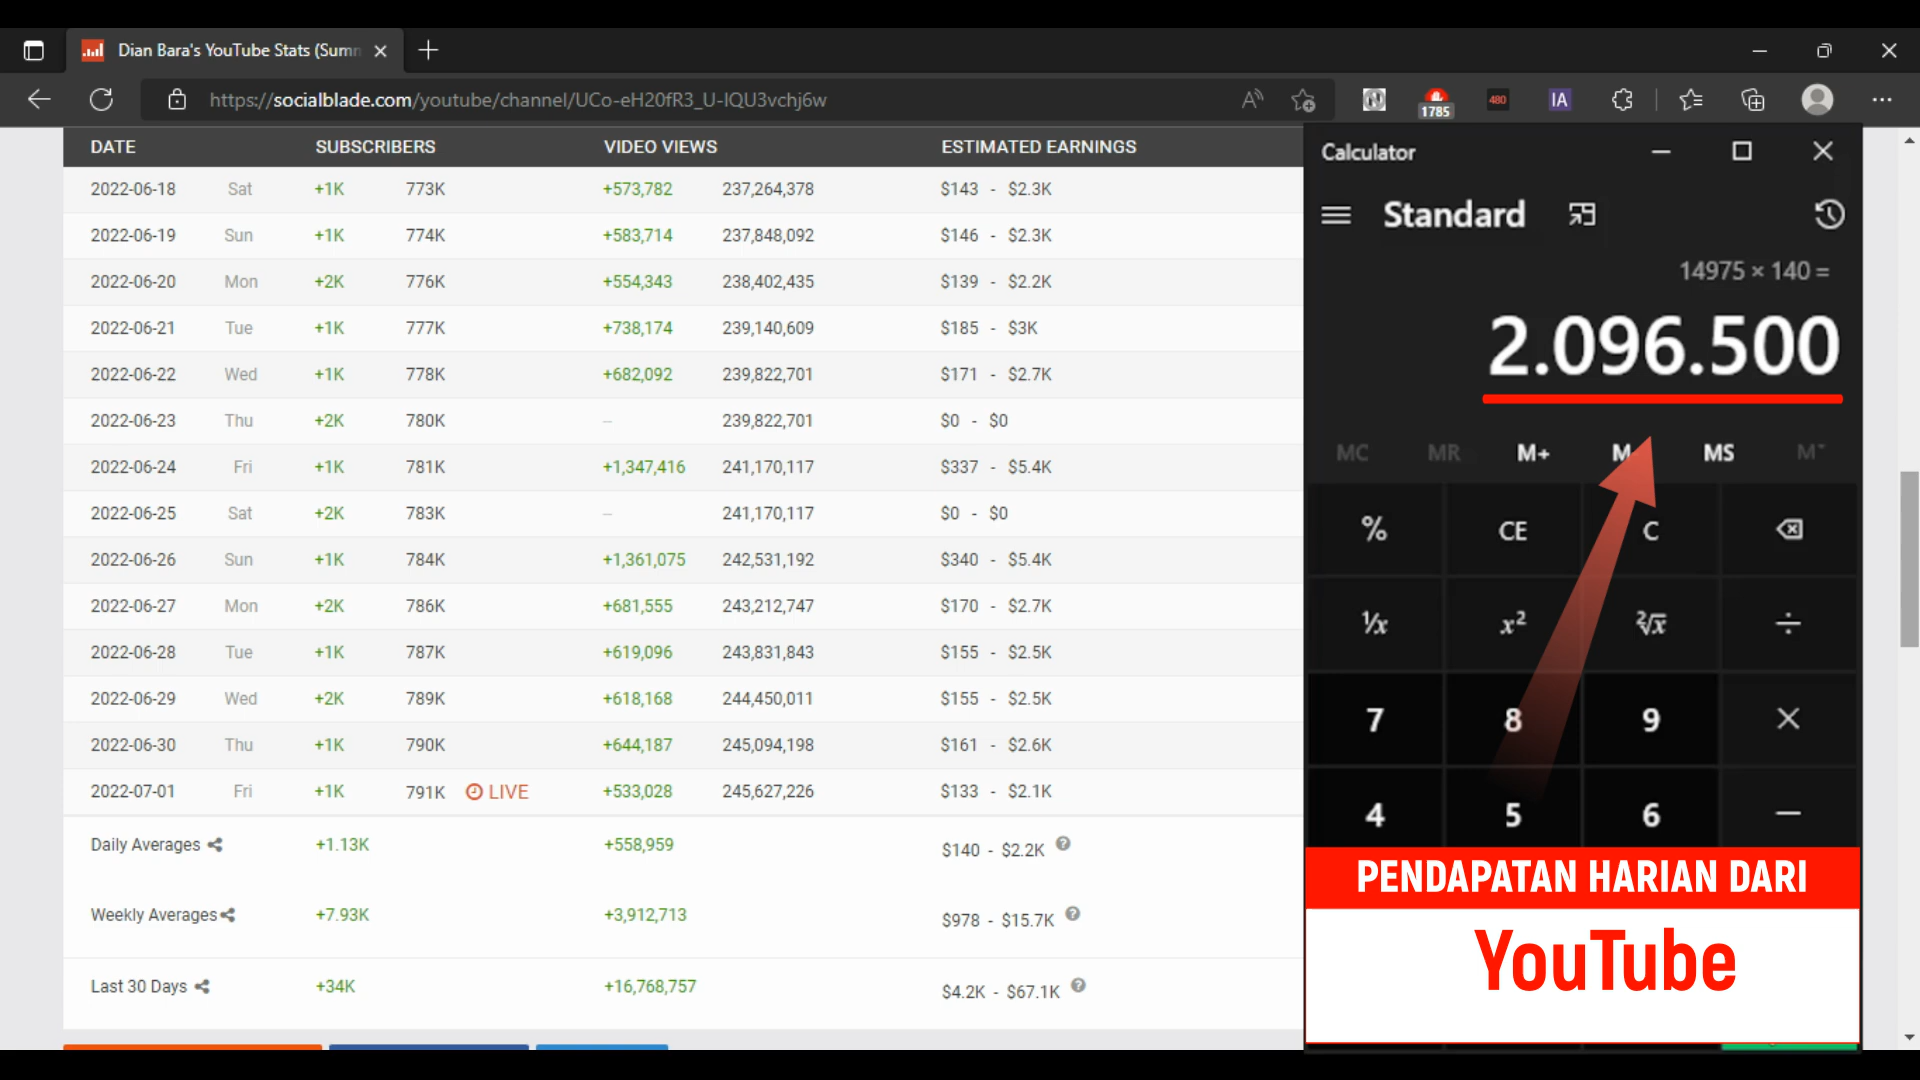 Dian Bara's YouTube Stats (Sumn
https://socialblade.com/youtube/channel/UCo-eH20fR3_U-IQU3vchj6w
1785
480
IA
DATE SUBSCRIBERS VIDEO VIEWS ESTIMATED EARNINGS
2022-06-18 Sat +1K 773K +573,782 237,264,378 $143 - $2.3K
2022-06-19 Sun +1K 774K +583,714 237,848,092 $146 - $2.3K
2022-06-20 Mon +2K 776K +554,343 238,402,435 $139 - $2.2K
2022-06-21 Tue +1K 777K +738,174 239,140,609 $185 - $3K
2022-06-22 Wed +1K 778K +682,092 239,822,701 $171 - $2.7K
2022-06-23 Thu +2K 780K -- 239,822,701 $0 - $0
2022-06-24 Fri +1K 781K +1,347,416 241,170,117 $337 - $5.4K
2022-06-25 Sat +2K 783K -- 241,170,117 $0 - $0
2022-06-26 Sun +1K 784K +1,361,075 242,531,192 $340 - $5.4K
2022-06-27 Mon +2K 786K +681,555 243,212,747 $170 - $2.7K
2022-06-28 Tue +1K 787K +619,096 243,831,843 $155 - $2.5K
2022-06-29 Wed +2K 789K +618,168 244,450,011 $155 - $2.5K
2022-06-30 Thu +1K 790K +644,187 245,094,198 $161 - $2.6K
2022-07-01 Fri +1K 791K LIVE +533,028 245,627,226 $133 - $2.1K
Daily Averages +1.13K +558,959 $140 - $2.2K
Weekly Averages +7.93K +3,912,713 $978 - $15.7K
Last 30 Days +34K +16,768,757 $4.2K - $67.1K
Calculator
Standard
14975 × 140 =
2.096.500
MC MR M+ MS
% CE C
¹/x x² ²√x ÷
7 8 9 ×
4 5 6 −
PENDAPATAN HARIAN DARI
YouTube